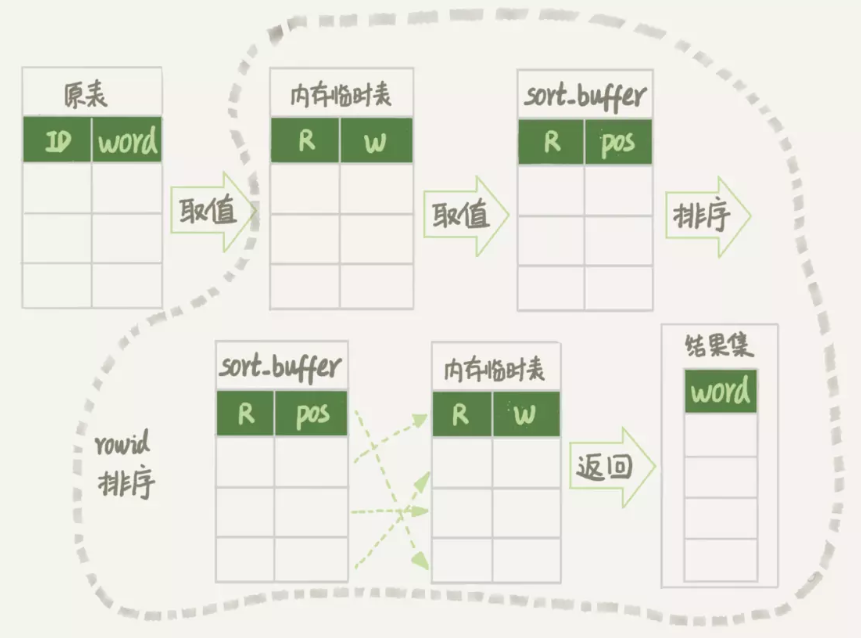 原表
ID word
取值
内存临时表
R W
取值
sort_buffer
R pos
排序
rowid
排序
sort_buffer
R pos
内存临时表
R W
返回
结果集
word